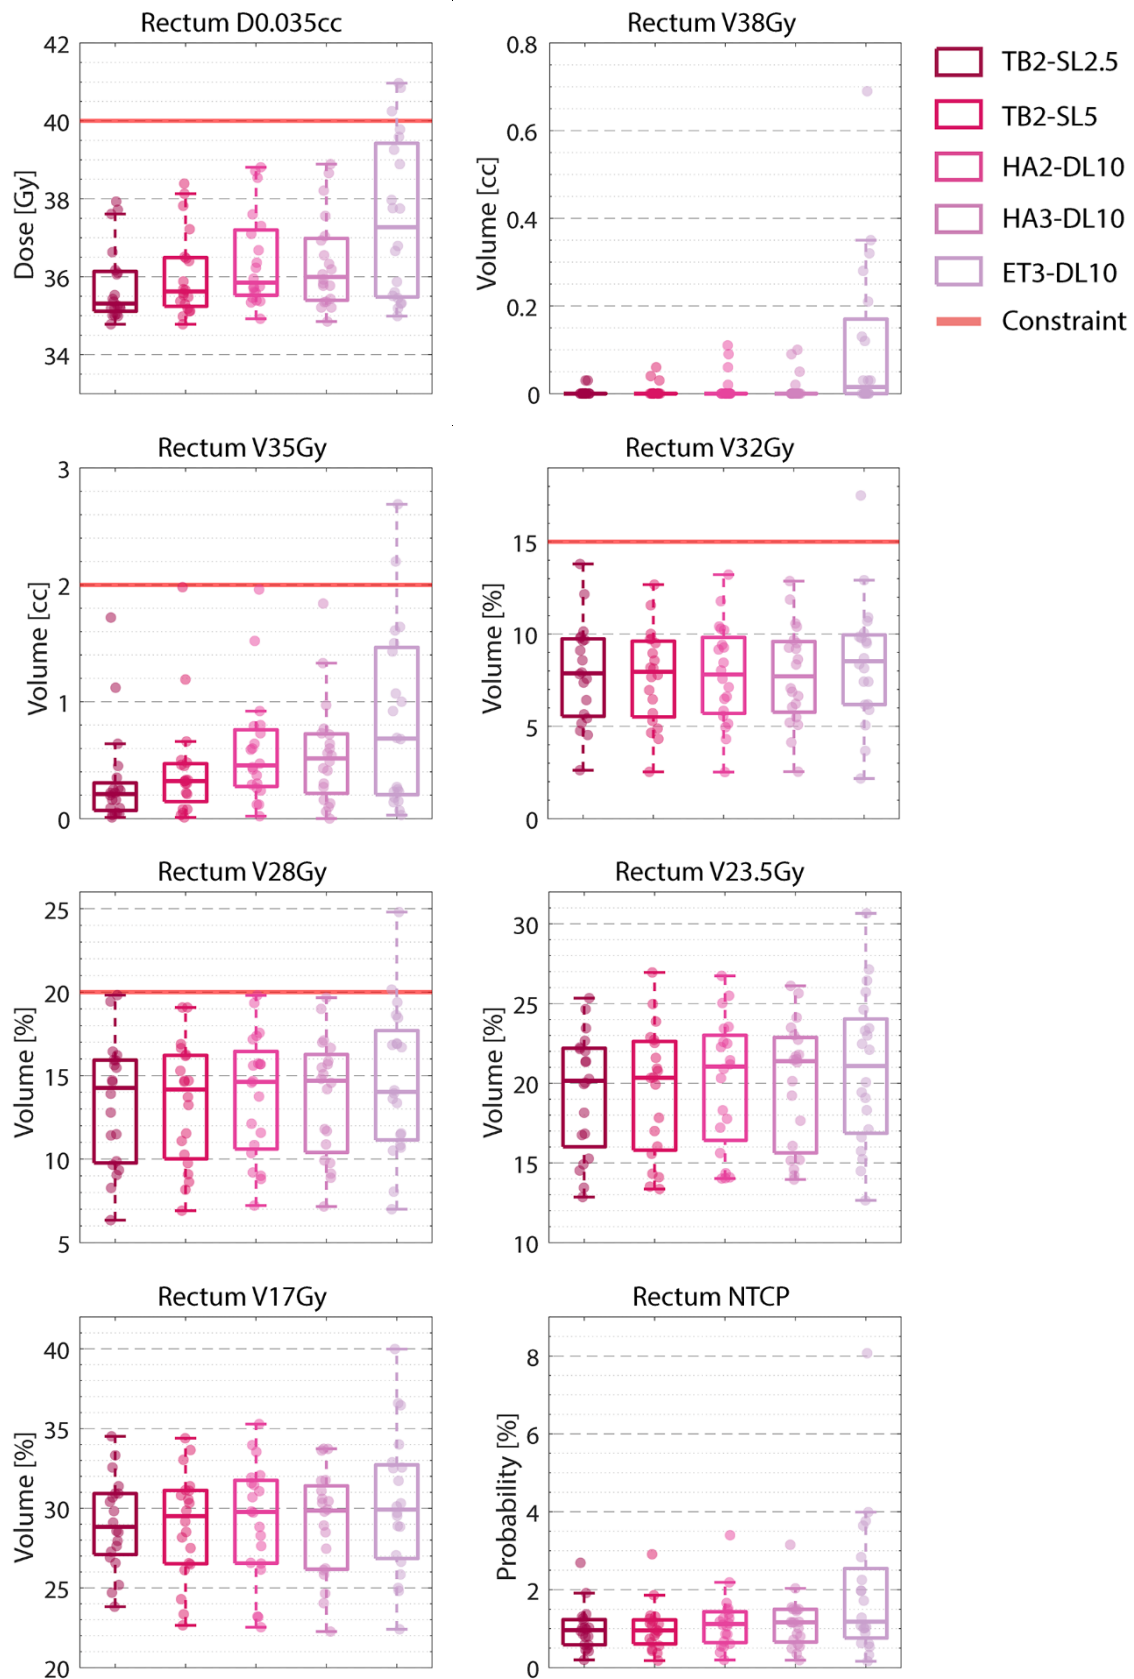 Rectum D0.035cc
Dose [Gy]
42
40
38
36
34
Rectum V38Gy
Volume [cc]
0.8
0.6
0.4
0.2
0
TB2-SL2.5
TB2-SL5
HA2-DL10
HA3-DL10
ET3-DL10
Constraint
Rectum V35Gy
Volume [cc]
3
2
1
0
Rectum V32Gy
Volume [%]
15
10
5
0
Rectum V28Gy
Volume [%]
25
20
15
10
5
Rectum V23.5Gy
Volume [%]
30
25
20
15
10
Rectum V17Gy
Volume [%]
40
35
30
25
20
Rectum NTCP
Probability [%]
8
6
4
2
0